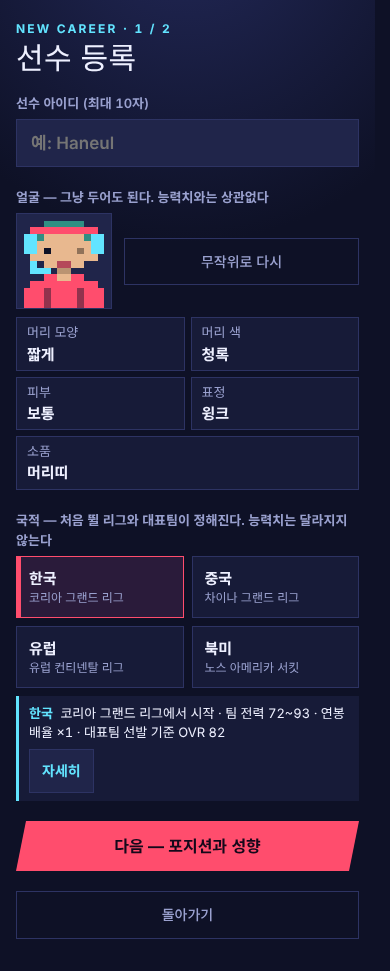 NEW CAREER · 1 / 2
선수 등록
선수 아이디 (최대 10자)
예: Haneul
얼굴 — 그냥 두어도 된다. 능력치와는 상관없다
무작위로 다시
머리 모양
짧게
머리 색
청록
피부
보통
표정
윙크
소품
머리띠
국적 — 처음 뛸 리그와 대표팀이 정해진다. 능력치는 달라지지
않는다
한국
코리아 그랜드 리그
중국
차이나 그랜드 리그
유럽
유럽 컨티넨탈 리그
북미
노스 아메리카 서킷
한국 코리아 그랜드 리그에서 시작 · 팀 전력 72~93 · 연봉
배율 ×1 · 대표팀 선발 기준 OVR 82
자세히
다음 — 포지션과 성향
돌아가기